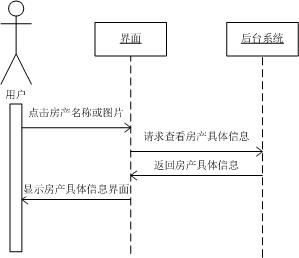 界面
后台系统
用户
点击房产名称或图片
请求查看房产具体信息
返回房产具体信息
显示房产具体信息界面